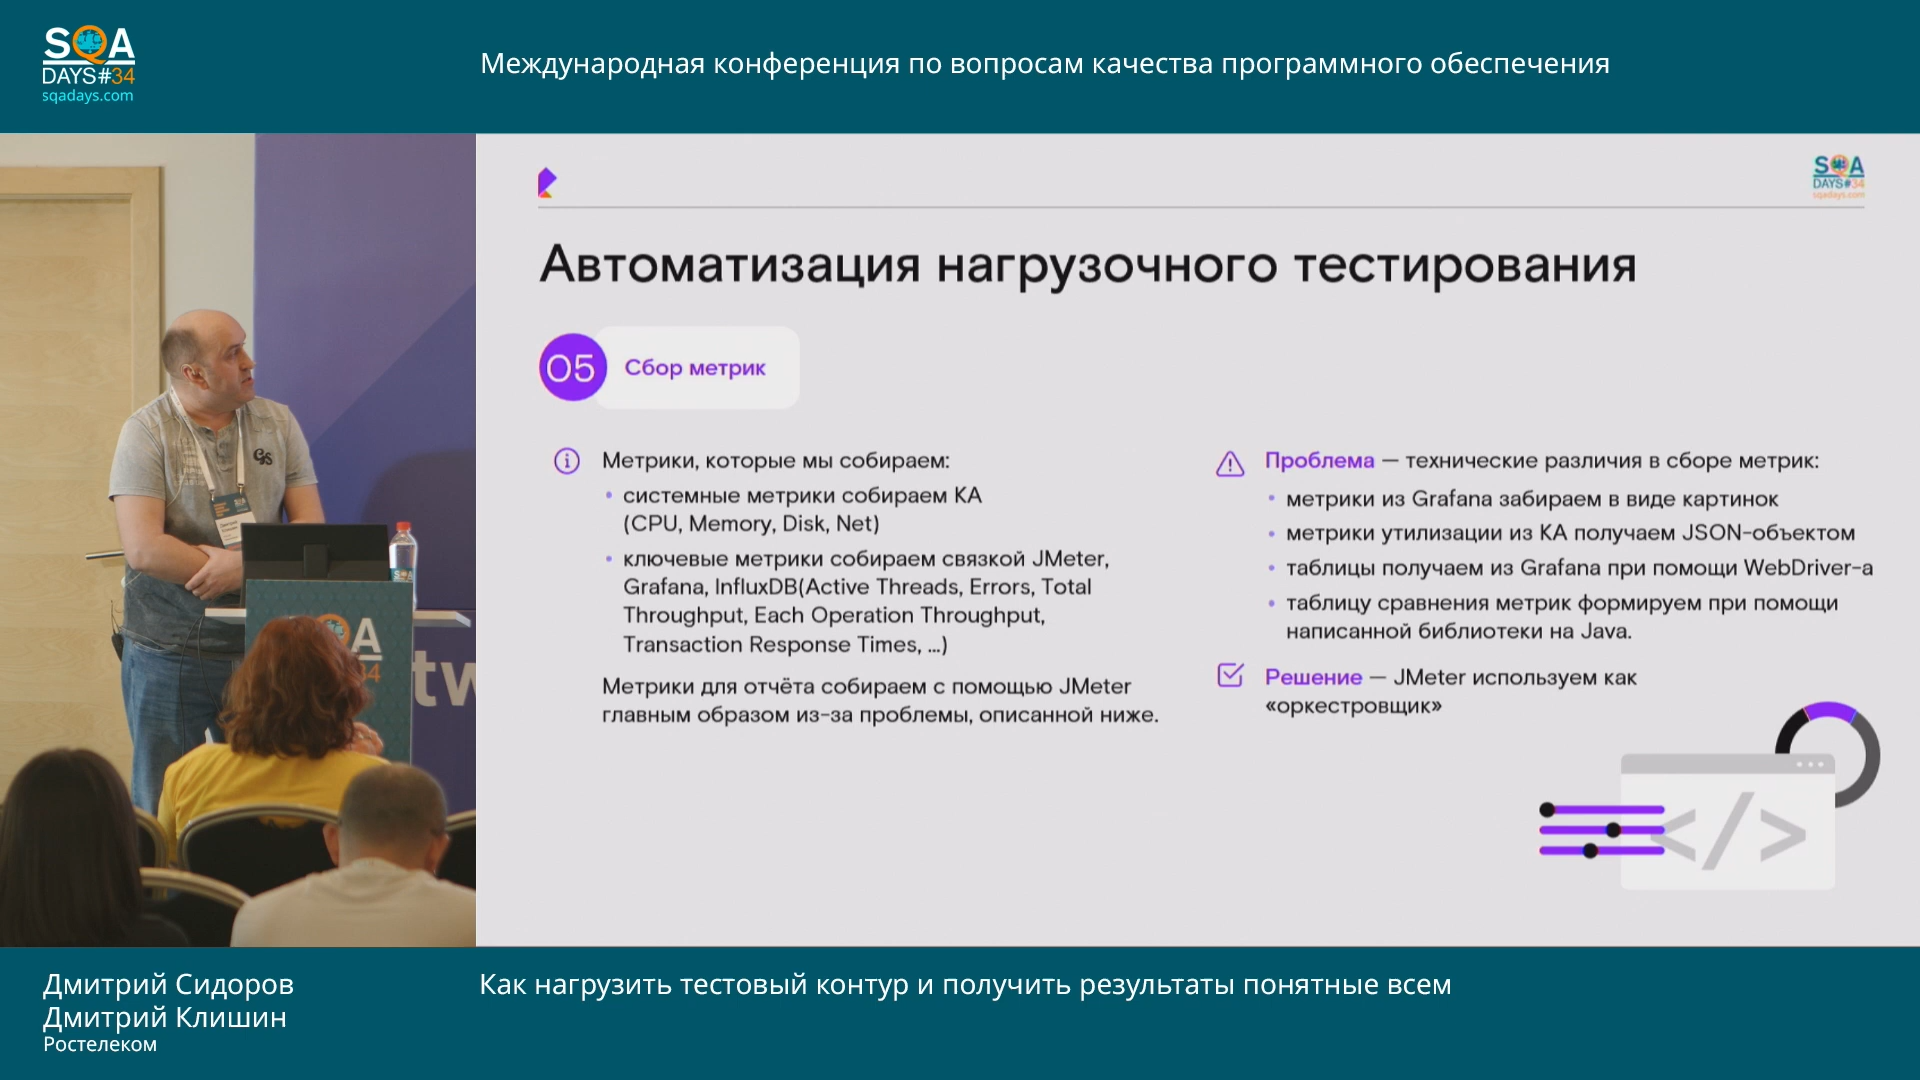 SQA
DAYS#34
sqadays.com
Международная конференция по вопросам качества программного обеспечения
SQA
DAYS#34
sqadays.com
Автоматизация нагрузочного тестирования
05
Сбор метрик
Метрики, которые мы собираем:
• системные метрики собираем КА
(CPU, Memory, Disk, Net)
• ключевые метрики собираем связкой JMeter,
Grafana, InfluxDB(Active Threads, Errors, Total
Throughput, Each Operation Throughput,
Transaction Response Times, ...)
Метрики для отчёта собираем с помощью JMeter
главным образом из-за проблемы, описанной ниже.
Проблема — технические различия в сборе метрик:
• метрики из Grafana забираем в виде картинок
• метрики утилизации из КА получаем JSON-объектом
• таблицы получаем из Grafana при помощи WebDriver-а
• таблицу сравнения метрик формируем при помощи
написанной библиотеки на Java.
Решение — JMeter используем как
«оркестровщик»
</>
Дмитрий Сидоров
Дмитрий Клишин
Ростелеком
Как нагрузить тестовый контур и получить результаты понятные всем